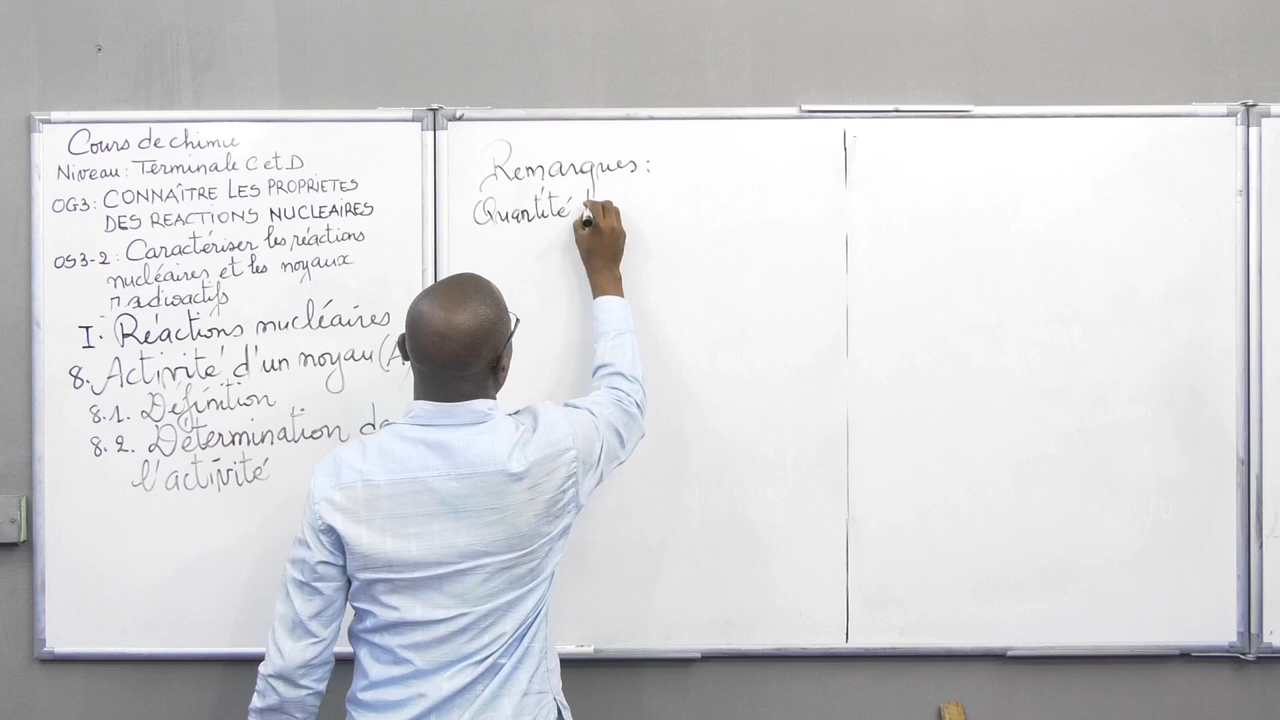 Cours de chimie
Niveau: Terminale C et D
OG3: CONNAÎTRE LES PROPRIETES
DES REACTIONS NUCLEAIRES
OS3-2: Caractériser les réactions
nucléaires et les noyaux
radioactifs
I. Réactions nucléaires
8. Activité d'un noyau (A
8.1. Définition
8.2. Détermination de
l'activité
Remarques:
Quantité